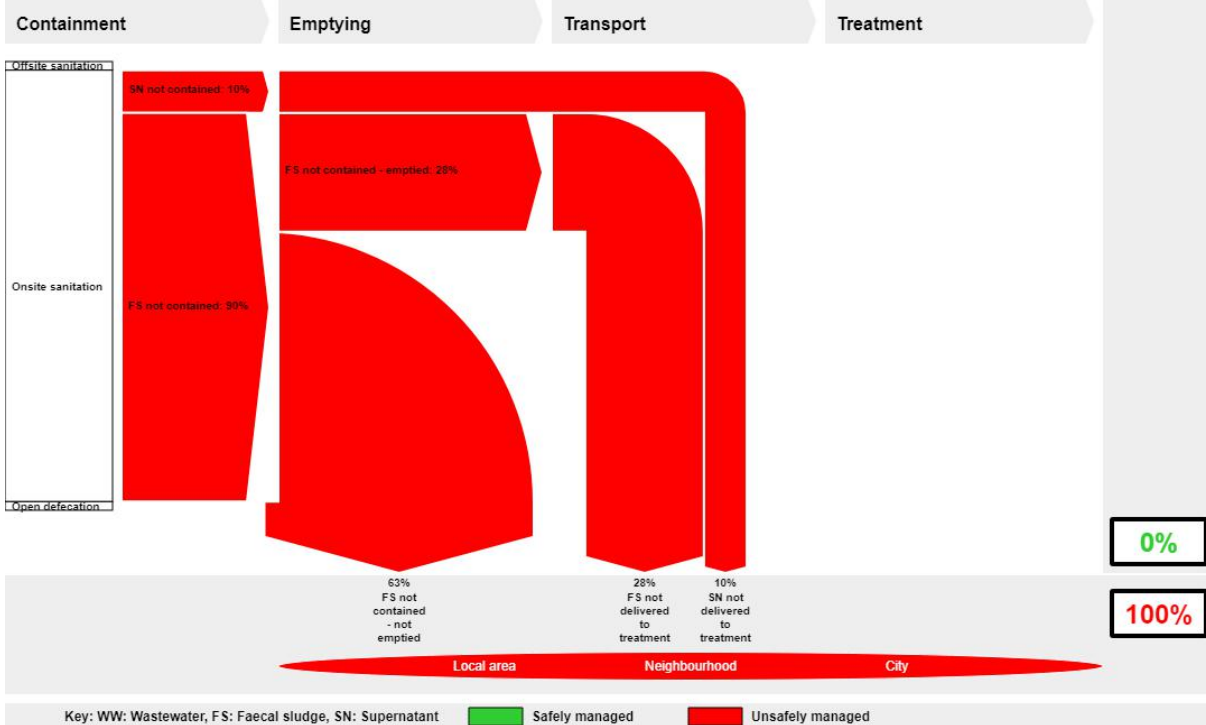 Containment
Emptying
Transport
Treatment
Offsite sanitation
SN not contained: 10%
FS not contained - emptied: 28%
Onsite sanitation
FS not contained: 90%
Open defecation
0%
63%
FS not
contained
- not
emptied
28%
FS not
delivered
to
treatment
10%
SN not
delivered
to
treatment
100%
Local area
Neighbourhood
City
Key: WW: Wastewater, FS: Faecal sludge, SN: Supernatant
Safely managed
Unsafely managed